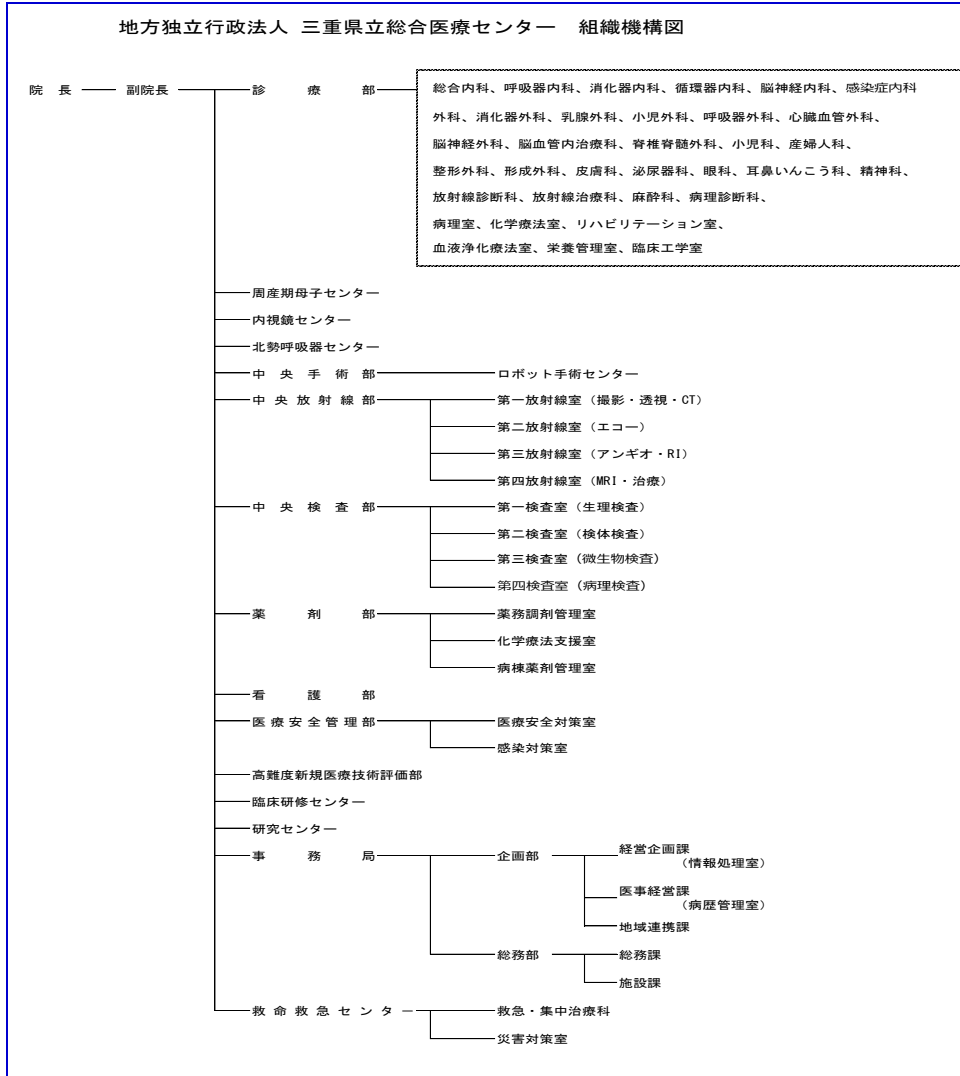 地方独立行政法人 三重県立総合医療センター 組織機構図
院長 副院長 診療部 総合内科、呼吸器内科、消化器内科、循環器内科、脳神経内科、感染症内科
外科、消化器外科、乳腺外科、小児外科、呼吸器外科、心臓血管外科、
脳神経外科、脳血管内治療科、脊椎脊髄外科、小児科、産婦人科、
整形外科、形成外科、皮膚科、泌尿器科、眼科、耳鼻いんこう科、精神科、
放射線診断科、放射線治療科、麻酔科、病理診断科、
病理室、化学療法室、リハビリテーション室、
血液浄化療法室、栄養管理室、臨床工学室
周産期母子センター
内視鏡センター
北勢呼吸器センター
中央手術部 ロボット手術センター
中央放射線部 第一放射線室（撮影・透視・CT）
第二放射線室（エコー）
第三放射線室（アンギオ・RI）
第四放射線室（MRI・治療）
中央検査部 第一検査室（生理検査）
第二検査室（検体検査）
第三検査室（微生物検査）
第四検査室（病理検査）
薬剤部 薬務調剤管理室
化学療法支援室
病棟薬剤管理室
看護部
医療安全管理部 医療安全対策室
感染対策室
高難度新規医療技術評価部
臨床研修センター
研究センター
事務局 企画部 経営企画課
（情報処理室）
医事経営課
（病歴管理室）
地域連携課
総務部 総務課
施設課
救命救急センター 救急・集中治療科
災害対策室